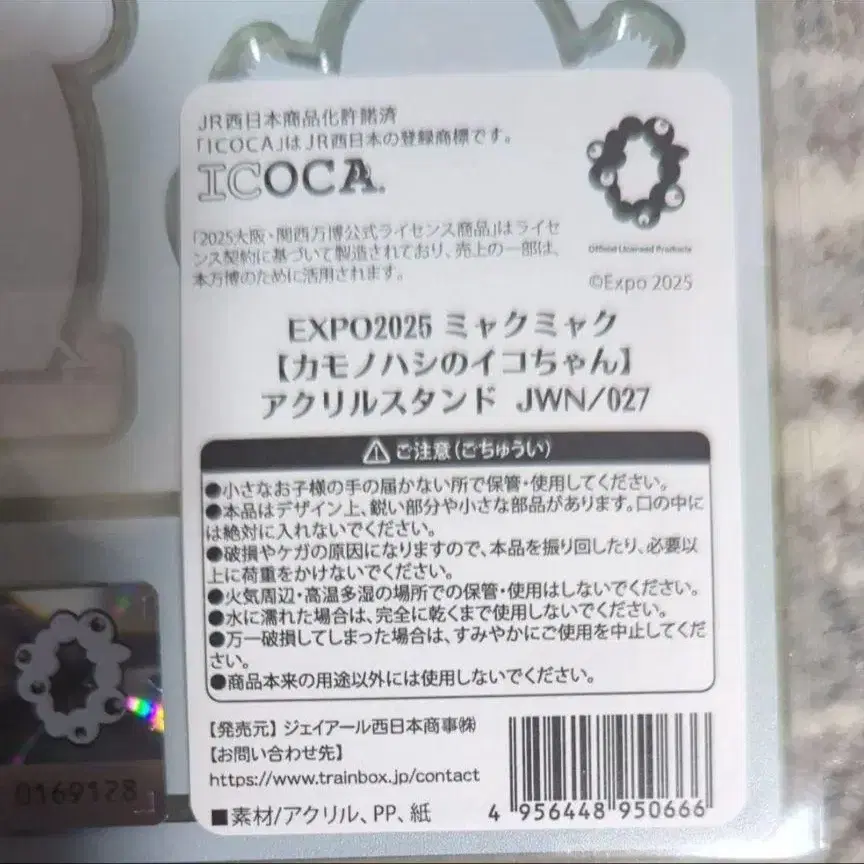 JR西日本商品化許諾済
「ICOCA」はJR西日本の登録商標です。
ICOCA
「2025大阪・関西万博公式ライセンス商品」はライセ
ンス契約に基づいて製造されており、売上の一部は、
本万博のために活用されます。
Official Licensed Products
©Expo 2025
EXPO2025 ミャクミャク
【カモノハシのイコちゃん】
アクリルスタンド JWN/027
ご注意(ごちゅうい)
●小さなお子様の手の届かない所で保管・使用してください。
●本品はデザイン上、鋭い部分や小さな部品があります。口の中に
は絶対に入れないでください。
●破損やケガの原因になりますので、本品を振り回したり、必要以
上に荷重をかけないでください。
●火気周辺・高温多湿の場所での保管・使用はしないでください。
●水に濡れた場合は、完全に乾くまで使用しないでください。
●万一破損してしまった場合は、すみやかにご使用を中止してくだ
さい。
●商品本来の用途以外には使用しないでください。
【発売元】ジェイアール西日本商事㈱
【お問い合わせ先】
https://www.trainbox.jp/contact
■素材/アクリル、PP、紙
4 956448 950666
0169128